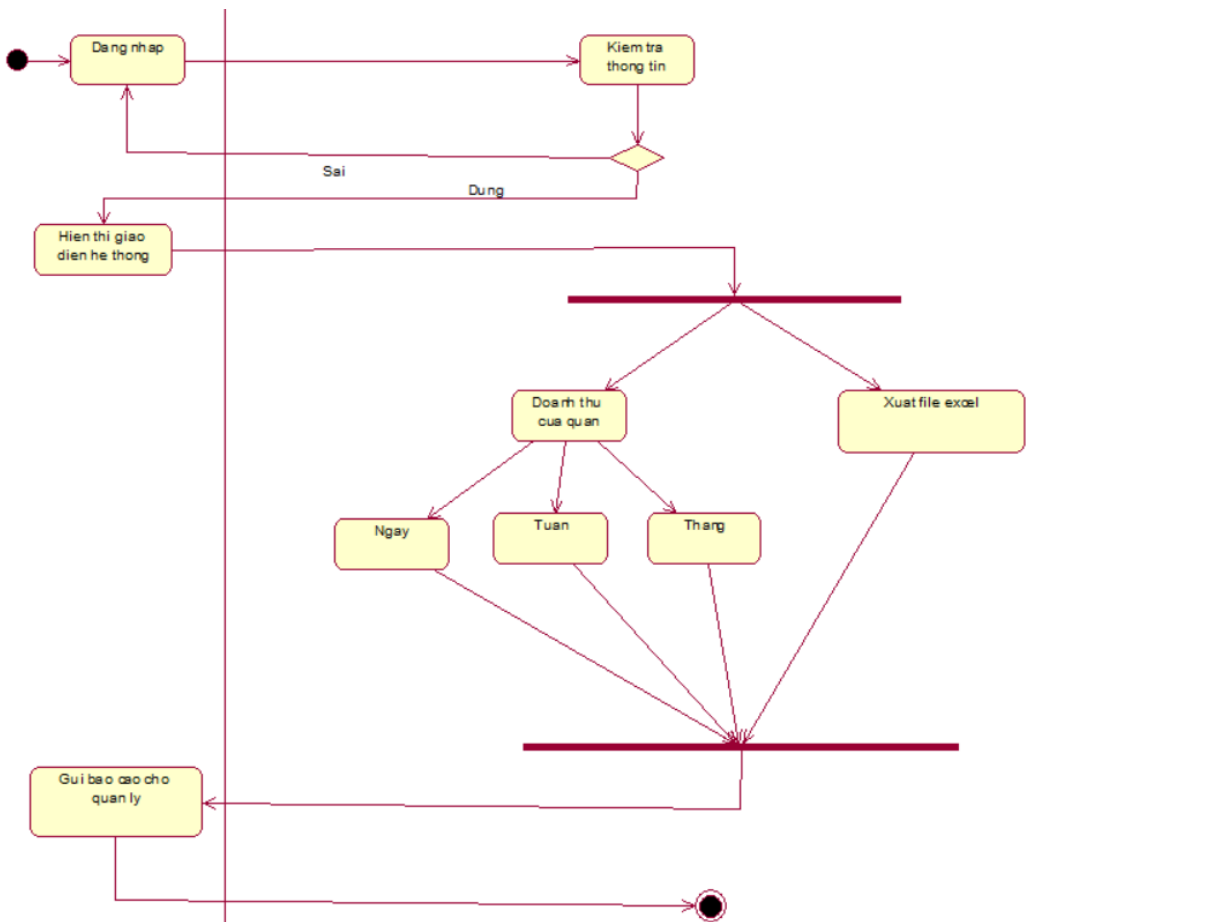 Dang nhap
Kiem tra
thong tin
Sai
Dung
Hien thi giao
dien he thong
Doanh thu
cua quan
Xuat file excel
Ngay
Tuan
Thang
Gui bao cao cho
quan ly